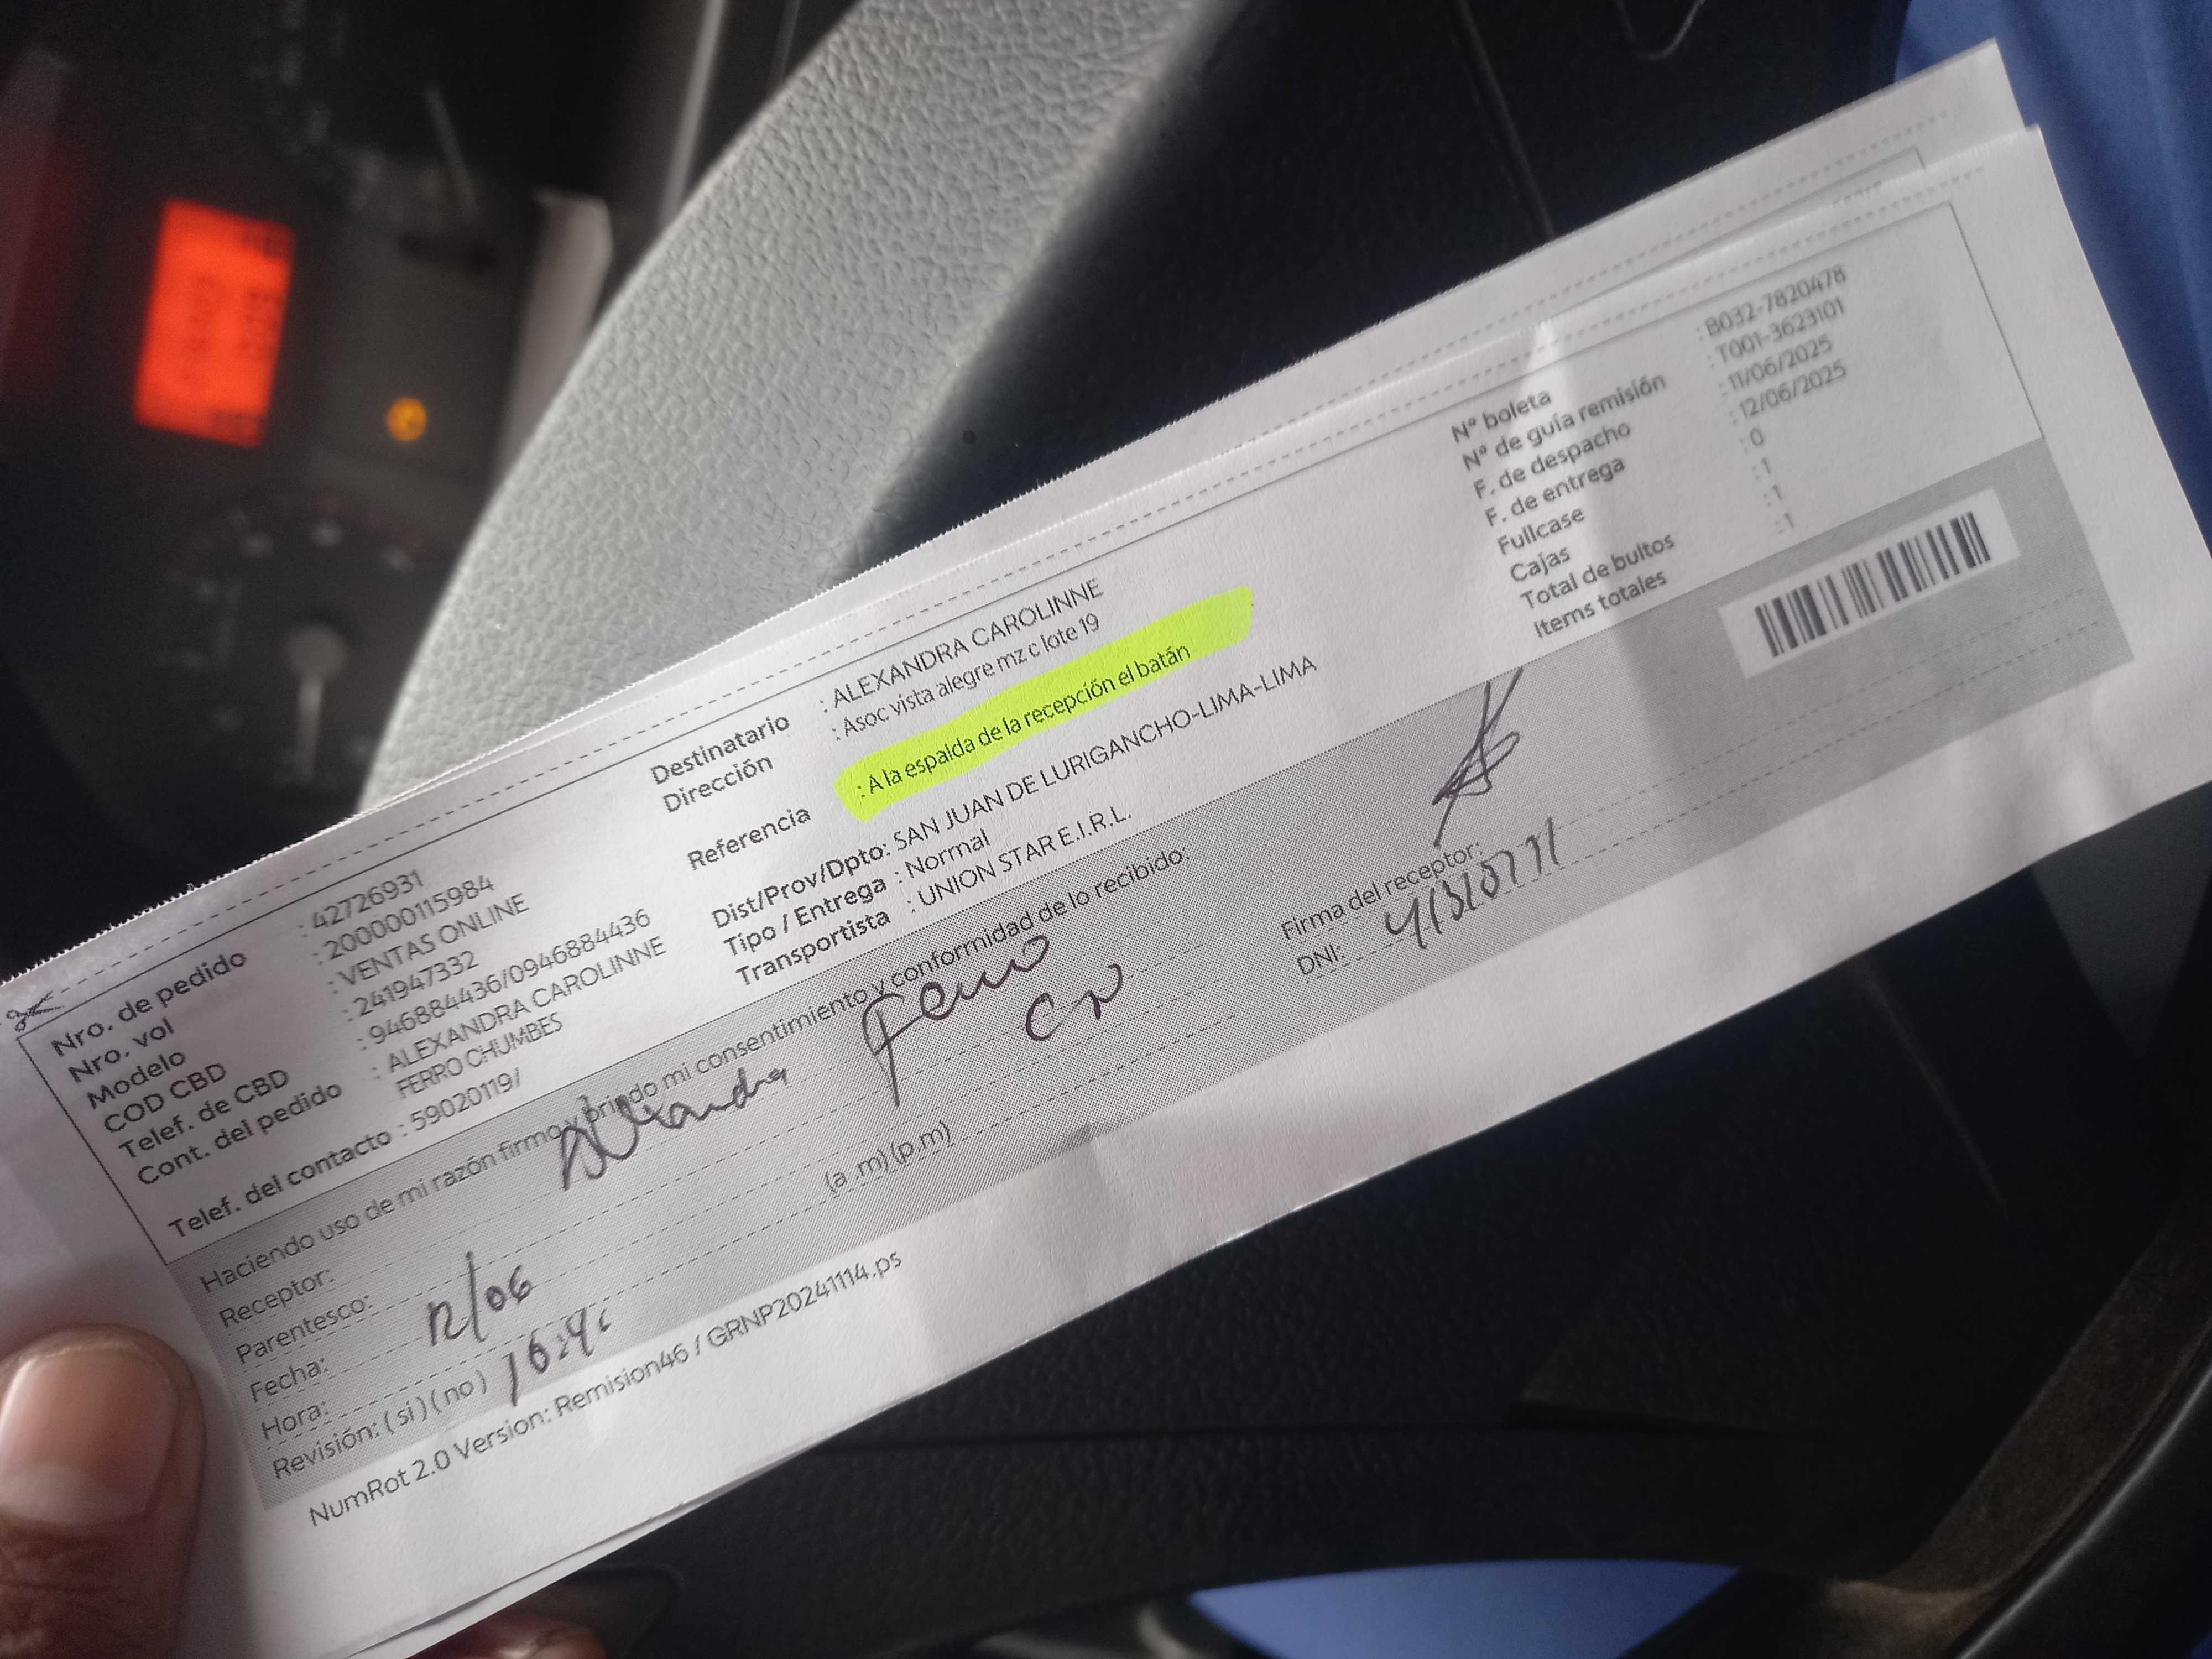 Nro. de pedido : 42726931
Nro. vol : 200000115984
Modelo : VENTAS ONLINE
COD CBD : 241947332
Telef. de CBD : 946884436/0946884436
Cont. del pedido : ALEXANDRA CAROLINNE
FERRO CHUMBES
Telef. del contacto : 59020119/
Destinatario : ALEXANDRA CAROLINNE
Dirección : Asoc vista alegre mz c lote 19
Referencia : A la espalda de la recepción el batán
Dist/Prov/Dpto: SAN JUAN DE LURIGANCHO-LIMA-LIMA
Tipo / Entrega : Normal
Transportista : UNION STAR E.I.R.L.
N° boleta : B032-7820478
N° de guía remisión : T001-3623101
F. de despacho : 11/06/2025
F. de entrega : 12/06/2025
Fullcase : 0
Cajas : 1
Total de bultos : 1
Items totales : 1
Haciendo uso de mi razón firmo y brindo mi consentimiento y conformidad de lo recibido:
Receptor: Alexandra Ferro
Parentesco:
Fecha: 12/06
Hora: (a .m) (p.m)
Revisión: ( si ) ( no )
Firma del receptor:
DNI:
NumRot 2.0 Version: Remision46 / GRNP20241114.ps